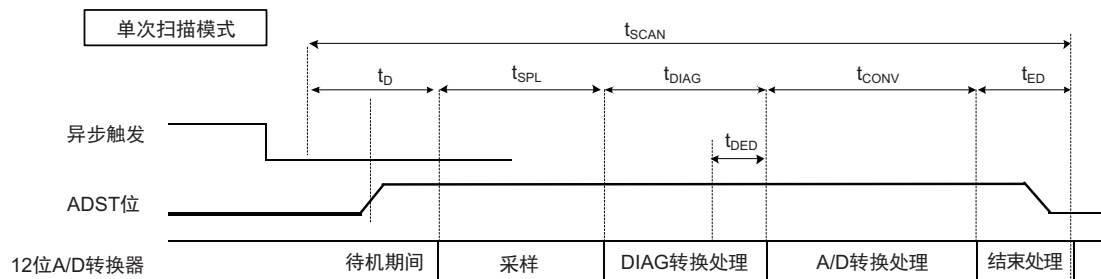 单次扫描模式
tSCAN
tD tSPL tDIAG tCONV tED
异步触发
tDED
ADST位
12位A/D转换器 待机期间 采样 DIAG转换处理 A/D转换处理 结束处理